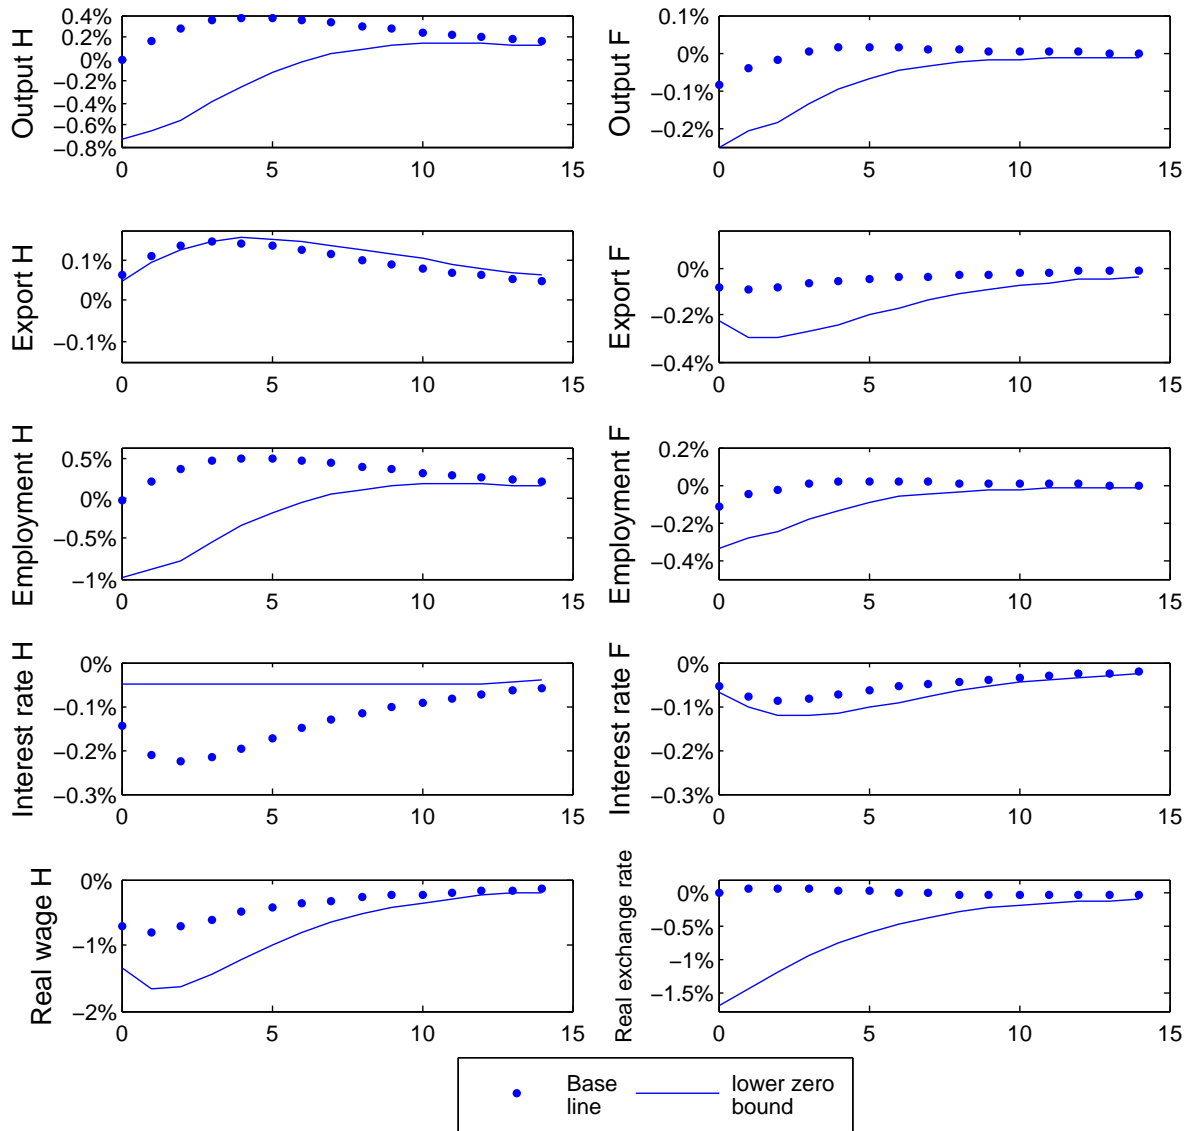 Output H
0.4%
0.2%
0%
−0.2%
−0.4%
−0.6%
−0.8%
0 5 10 15
Output F
0.1%
0%
−0.1%
−0.2%
0 5 10 15
Export H
0.1%
0%
−0.1%
0 5 10 15
Export F
0%
−0.2%
−0.4%
0 5 10 15
Employment H
0.5%
0%
−0.5%
−1%
0 5 10 15
Employment F
0.2%
0%
−0.2%
−0.4%
0 5 10 15
Interest rate H
0%
−0.1%
−0.2%
−0.3%
0 5 10 15
Interest rate F
0%
−0.1%
−0.2%
−0.3%
0 5 10 15
Real wage H
0%
−1%
−2%
0 5 10 15
Real exchange rate
0%
−0.5%
−1%
−1.5%
0 5 10 15
Base
line
lower zero
bound